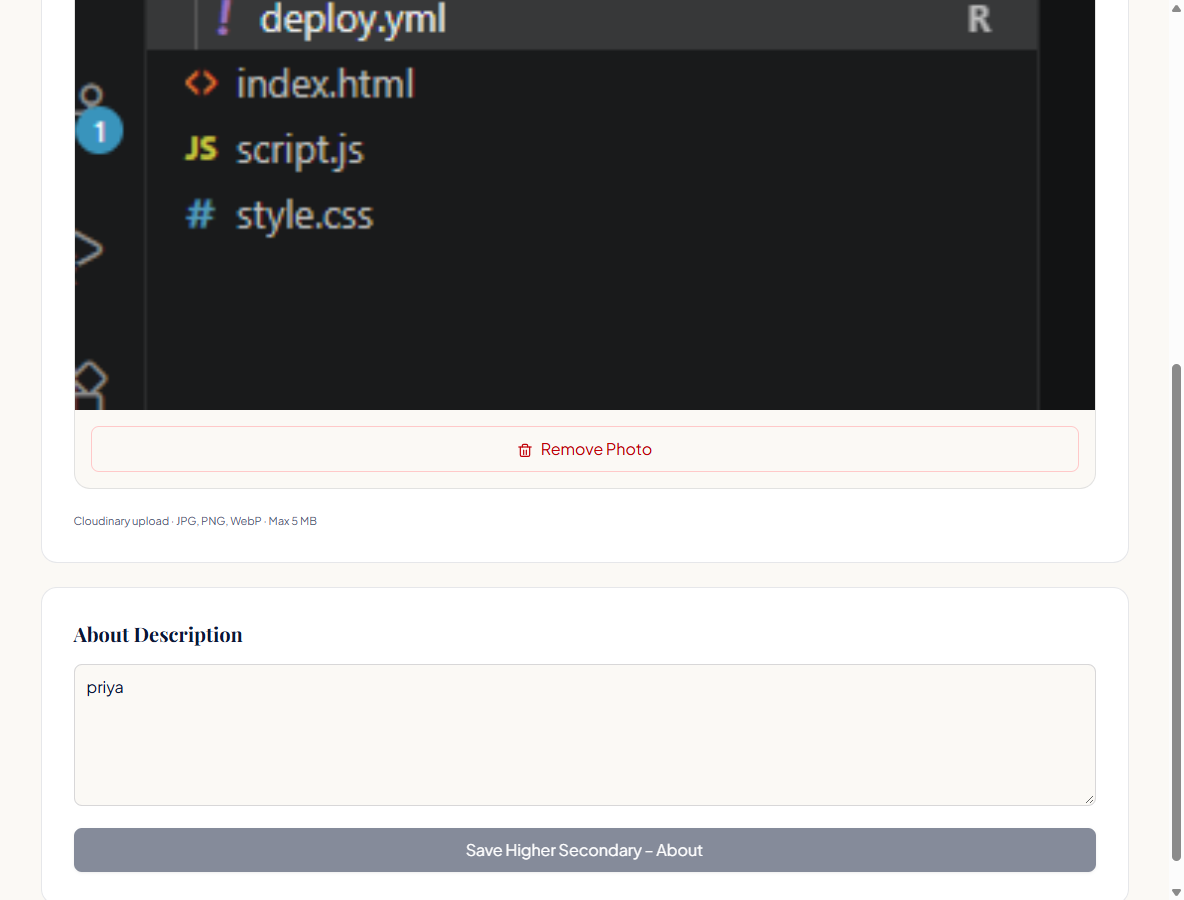 ! deploy.yml R
<> index.html
1
JS script.js
# style.css
Remove Photo
Cloudinary upload · JPG, PNG, WebP · Max 5 MB
About Description
priya
Save Higher Secondary – About